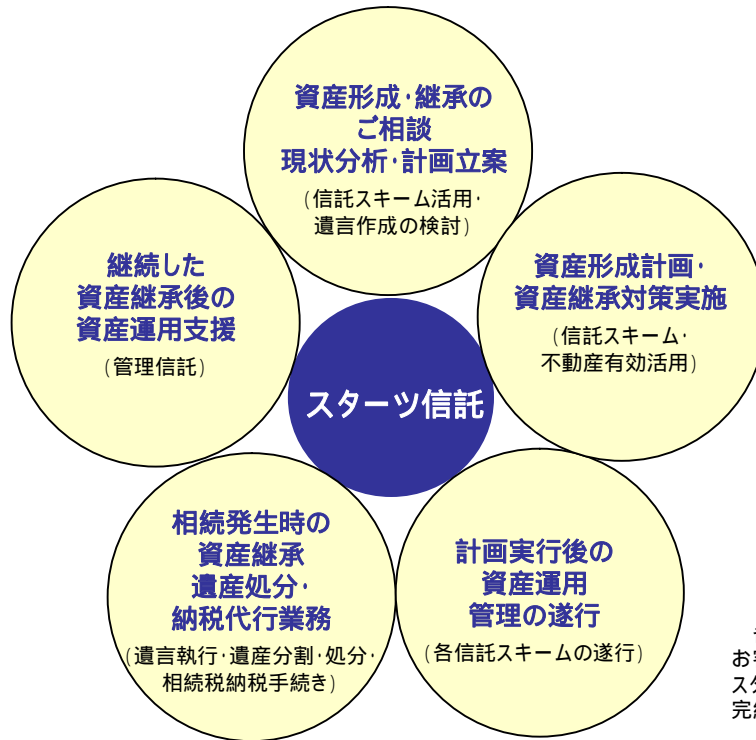 資産形成・継承の
ご相談
現状分析・計画立案
(信託スキーム活用・
遺言作成の検討)
資産形成計画・
資産継承対策実施
(信託スキーム・
不動産有効活用)
計画実行後の
資産運用
管理の遂行
(各信託スキームの遂行)
相続発生時の
資産継承
遺産処分・
納税代行業務
(遺言執行・遺産分割・処分・
相続税納税手続き)
継続した
資産継承後の
資産運用支援
(管理信託)
スターツ信託